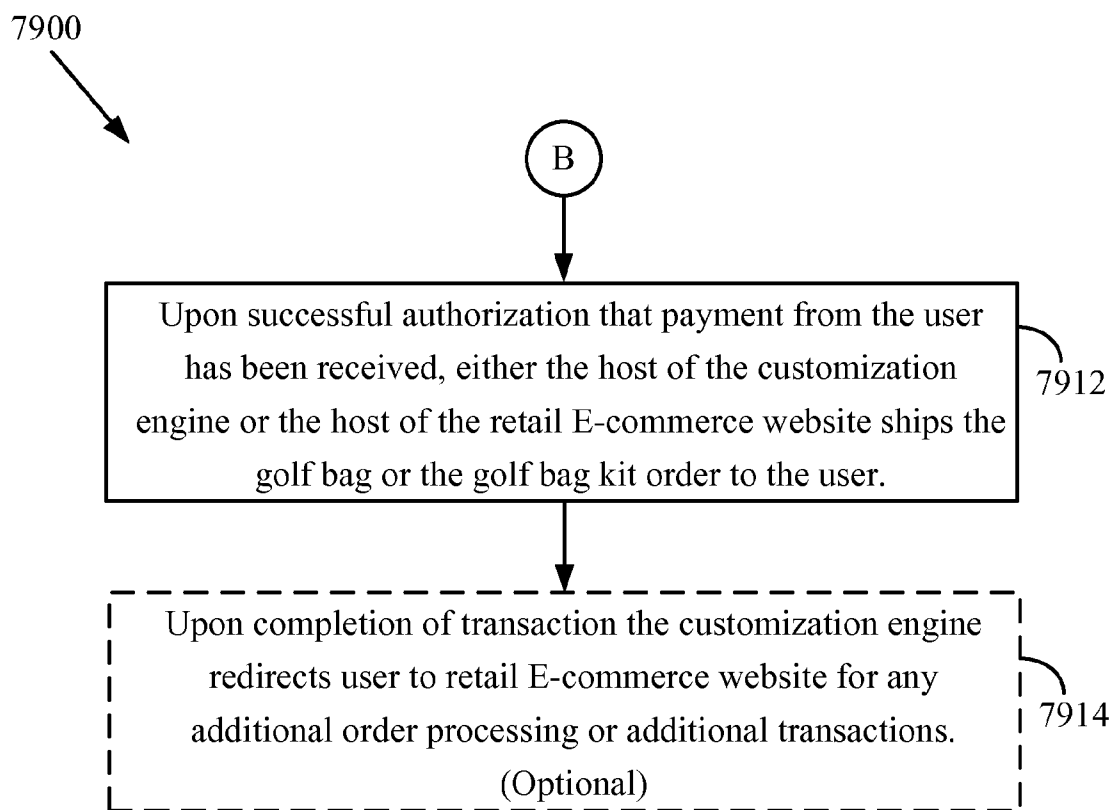 7900
B
Upon successful authorization that payment from the user
has been received, either the host of the customization
engine or the host of the retail E-commerce website ships the
golf bag or the golf bag kit order to the user.
7912
Upon completion of transaction the customization engine
redirects user to retail E-commerce website for any
additional order processing or additional transactions.
(Optional)
7914